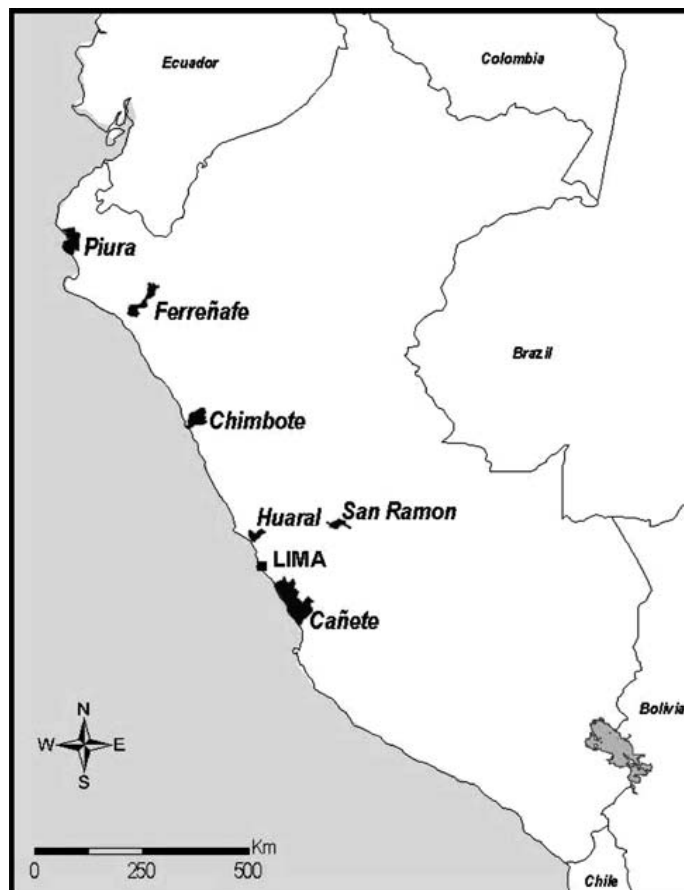 Ecuador
Colombia
Piura
Ferreñafe
Brazil
Chimbote
San Ramon
Huaral
LIMA
Cañete
Bolivia
N
W E
S
Km
0 250 500
Chile